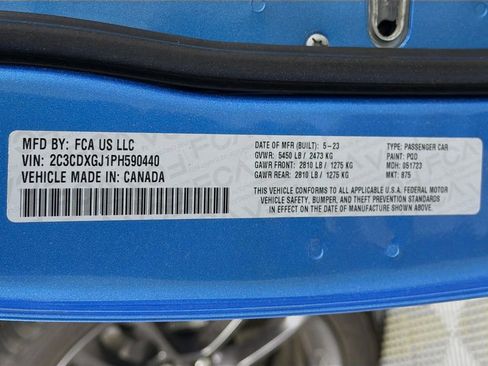 MFD BY: FCA US LLC
VIN: 2C3CDXGJ1PH590440
VEHICLE MADE IN: CANADA
DATE OF MFR (BUILT): 5-23
GVWR: 5450 LB / 2473 KG
GAWR FRONT: 2810 LB / 1275 KG
GAWR REAR: 2810 LB / 1275 KG
TYPE: PASSENGER CAR
PAINT: PQD
MDH: 051723
MKT: 875
THIS VEHICLE CONFORMS TO ALL APPLICABLE U.S.A. FEDERAL MOTOR
VEHICLE SAFETY, BUMPER, AND THEFT PREVENTION STANDARDS
IN EFFECT ON THE DATE OF MANUFACTURE SHOWN ABOVE.